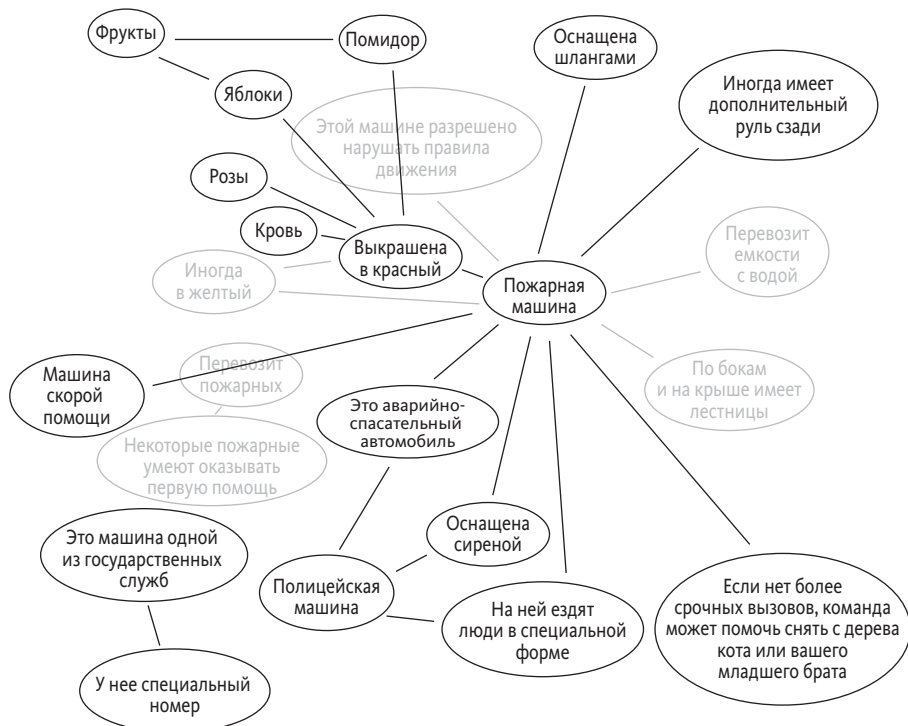 Фрукты
Помидор
Оснащена
шлангами
Иногда имеет
дополнительный
руль сзади
Яблоки
Этой машине разрешено
нарушать правила
движения
Розы
Кровь
Выкрашена
в красный
Перевозит
емкости
с водой
Иногда
в желтый
Пожарная
машина
Машина
скорой
помощи
Перевозит
пожарных
По бокам
и на крыше имеет
лестницы
Это аварийно-
спасательный
автомобиль
Некоторые пожарные
умеют оказывать
первую помощь
Оснащена
сиреной
Это машина одной
из государственных
служб
Полицейская
машина
На ней ездят
люди в специальной
форме
Если нет более
срочных вызовов, команда
может помочь снять с дерева
кота или вашего
младшего брата
У нее специальный
номер